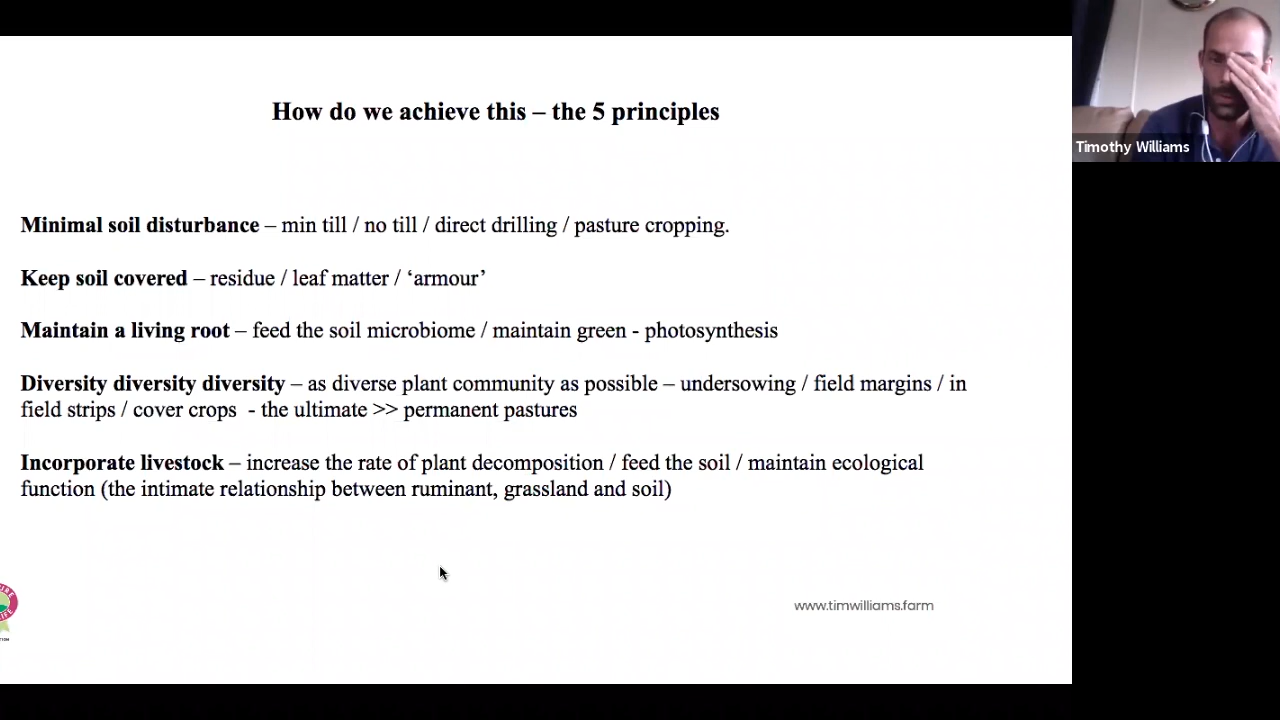 How do we achieve this – the 5 principles
Timothy Williams
Minimal soil disturbance – min till / no till / direct drilling / pasture cropping.
Keep soil covered – residue / leaf matter / ‘armour’
Maintain a living root – feed the soil microbiome / maintain green - photosynthesis
Diversity diversity diversity – as diverse plant community as possible – undersowing / field margins / in
field strips / cover crops  - the ultimate >> permanent pastures
Incorporate livestock – increase the rate of plant decomposition / feed the soil / maintain ecological
function (the intimate relationship between ruminant, grassland and soil)
www.timwilliams.farm